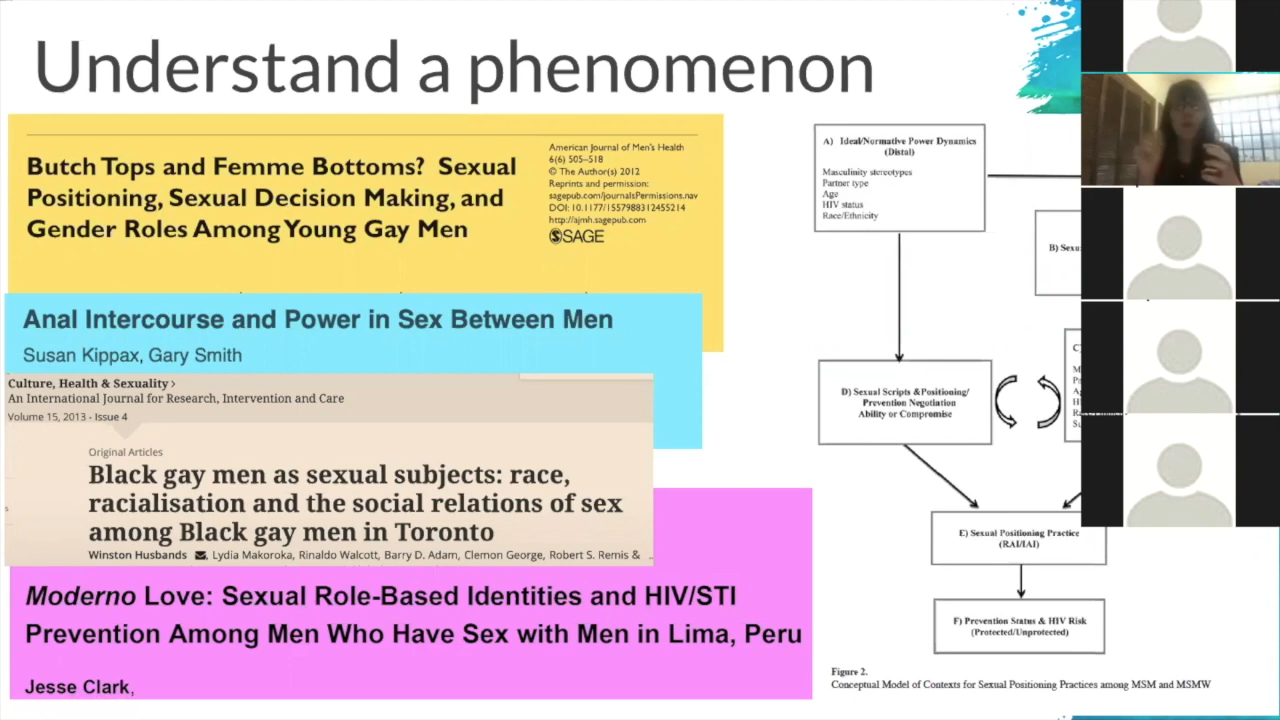 Understand a phenomenon
Butch Tops and Femme Bottoms? Sexual
Positioning, Sexual Decision Making, and
Gender Roles Among Young Gay Men
American Journal of Men's Health
6(6) 505–518
© The Author(s) 2012
Reprints and permission:
sagepub.com/journalsPermissions.nav
DOI: 10.1177/1557988312455214
http://ajmh.sagepub.com
SAGE
Anal Intercourse and Power in Sex Between Men
Susan Kippax, Gary Smith
Culture, Health & Sexuality ›
An International Journal for Research, Intervention and Care
Volume 15, 2013 - Issue 4
Original Articles
Black gay men as sexual subjects: race,
racialisation and the social relations of sex
among Black gay men in Toronto
Winston Husbands, Lydia Makoroka, Rinaldo Walcott, Barry D. Adam, Clemon George, Robert S. Remis &
Moderno Love: Sexual Role-Based Identities and HIV/STI
Prevention Among Men Who Have Sex with Men in Lima, Peru
Jesse Clark,
A) Ideal/Normative Power Dynamics
(Distal)
Masculinity stereotypes
Partner type
Age
HIV status
Race/Ethnicity
B) Sexu
C)
D) Sexual Scripts &Positioning/
Prevention Negotiation
Ability or Compromise
E) Sexual Positioning Practice
(RAI/IAI)
F) Prevention Status & HIV Risk
(Protected/Unprotected)
Figure 2.
Conceptual Model of Contexts for Sexual Positioning Practices among MSM and MSMW